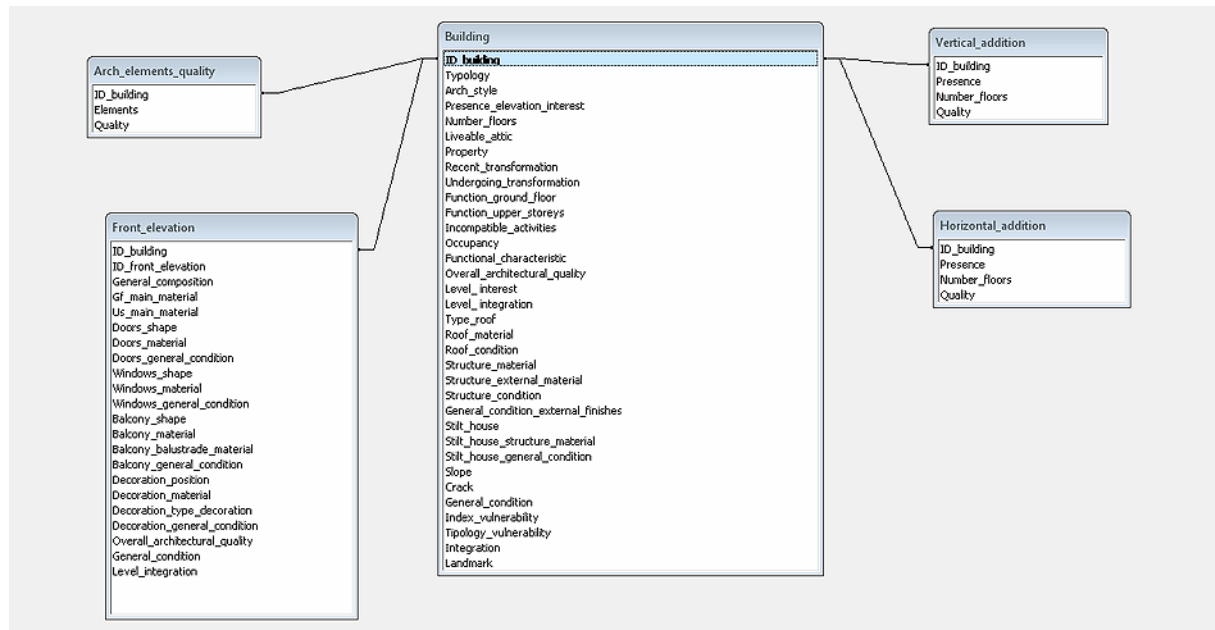 Arch_elements_quality
ID_building
Elements
Quality
Front_elevation
ID_building
ID_front_elevation
General_composition
Gf_main_material
Us_main_material
Doors_shape
Doors_material
Doors_general_condition
Windows_shape
Windows_material
Windows_general_condition
Balcony_shape
Balcony_material
Balcony_balustrade_material
Balcony_general_condition
Decoration_position
Decoration_material
Decoration_type_decoration
Decoration_general_condition
Overall_architectural_quality
General_condition
Level_integration
Building
ID_building
Typology
Arch_style
Presence_elevation_interest
Number_floors
Liveable_attic
Property
Recent_transformation
Undergoing_transformation
Function_ground_floor
Function_upper_storeys
Incompatible_activities
Occupancy
Functional_characteristic
Overall_architectural_quality
Level_interest
Level_integration
Type_roof
Roof_material
Roof_condition
Structure_material
Structure_external_material
Structure_condition
General_condition_external_finishes
Stilt_house
Stilt_house_structure_material
Stilt_house_general_condition
Slope
Crack
General_condition
Index_vulnerability
Tipology_vulnerability
Integration
Landmark
Vertical_addition
ID_building
Presence
Number_floors
Quality
Horizontal_addition
ID_building
Presence
Number_floors
Quality